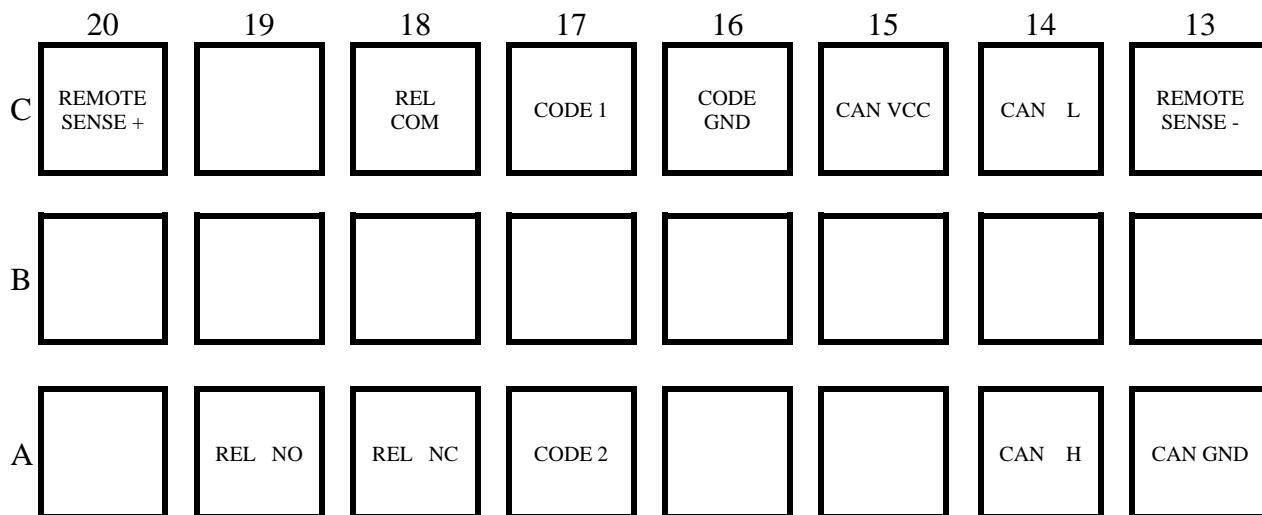 20 19 18 17 16 15 14 13
C
REMOTE
SENSE +
REL
COM
CODE 1
CODE
GND
CAN VCC
CAN L
REMOTE
SENSE -
B
A
REL NO
REL NC
CODE 2
CAN H
CAN GND